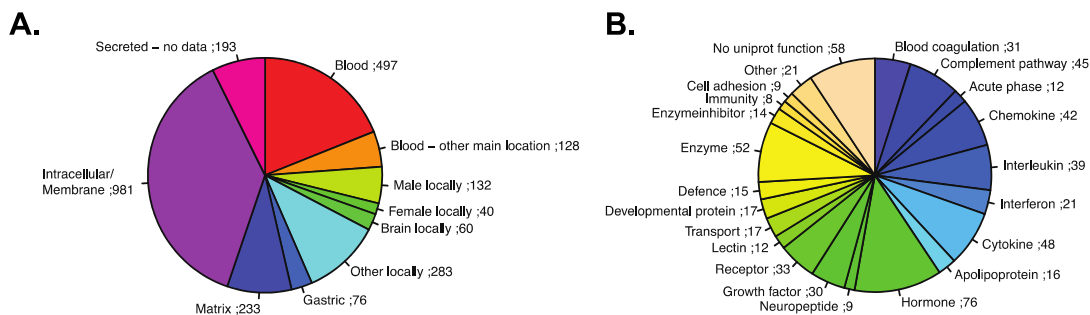 A.
Secreted – no data ;193
Blood ;497
Blood – other main location ;128
Male locally ;132
Female locally ;40
Brain locally ;60
Other locally ;283
Gastric ;76
Matrix ;233
Intracellular/
Membrane ;981
B.
No uniprot function ;58
Blood coagulation ;31
Complement pathway ;45
Acute phase ;12
Chemokine ;42
Interleukin ;39
Interferon ;21
Cytokine ;48
Apolipoprotein ;16
Hormone ;76
Neuropeptide ;9
Growth factor ;30
Receptor ;33
Lectin ;12
Transport ;17
Developmental protein ;17
Defence ;15
Enzyme ;52
Enzymeinhibitor ;14
Immunity ;8
Cell adhesion ;9
Other ;21